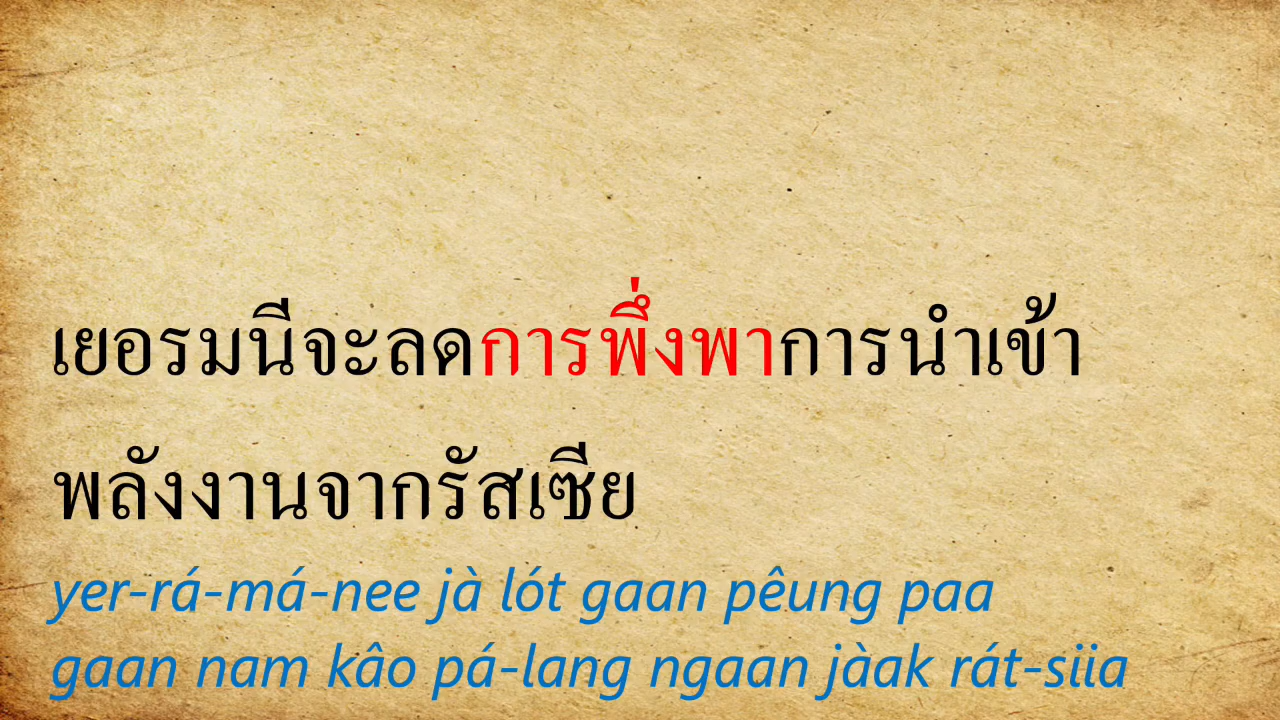 เยอรมนีจะลดการพึ่งพาการนำเข้า
พลังงานจากรัสเซีย
yer-rá-má-nee jà lót gaan pêung paa
gaan nam kâo pá-lang ngaan jàak rát-siia